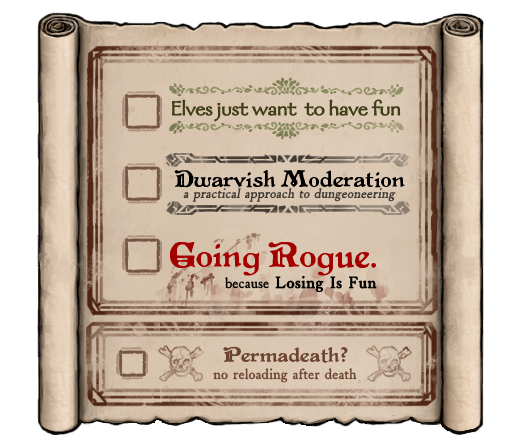 Elves just want to have fun
Dwarvish Moderation
a practical approach to dungeoneering
Going Rogue.
because Losing Is Fun
Permadeath?
no reloading after death